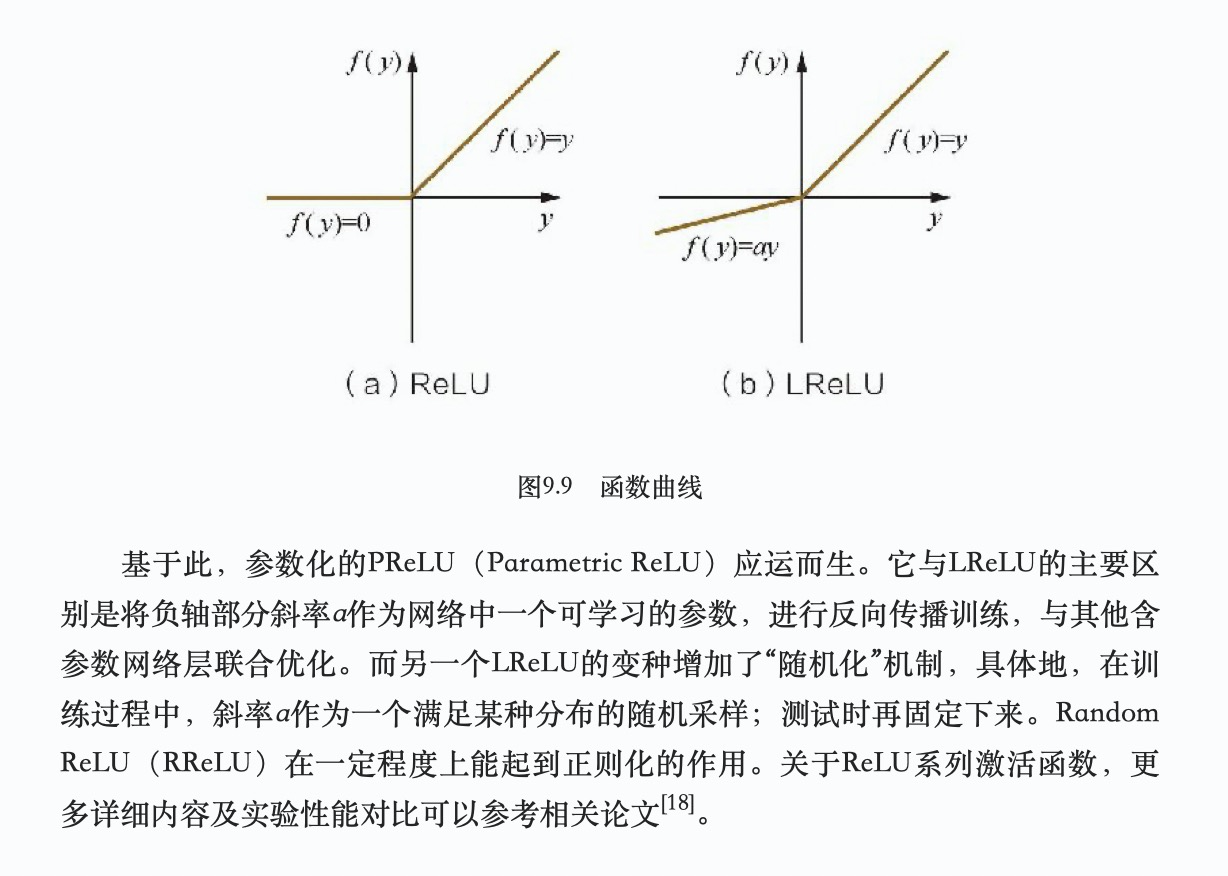 f(y) f(y)
f(y)=y f(y)=y
f(y)=0 y f(y)=ay y
（a）ReLU （b）LReLU
图9.9 函数曲线
基于此，参数化的PReLU（Parametric ReLU）应运而生。它与LReLU的主要区
别是将负轴部分斜率a作为网络中一个可学习的参数，进行反向传播训练，与其他含
参数网络层联合优化。而另一个LReLU的变种增加了“随机化”机制，具体地，在训
练过程中，斜率a作为一个满足某种分布的随机采样；测试时再固定下来。Random
ReLU（RReLU）在一定程度上能起到正则化的作用。关于ReLU系列激活函数，更
多详细内容及实验性能对比可以参考相关论文[18]。